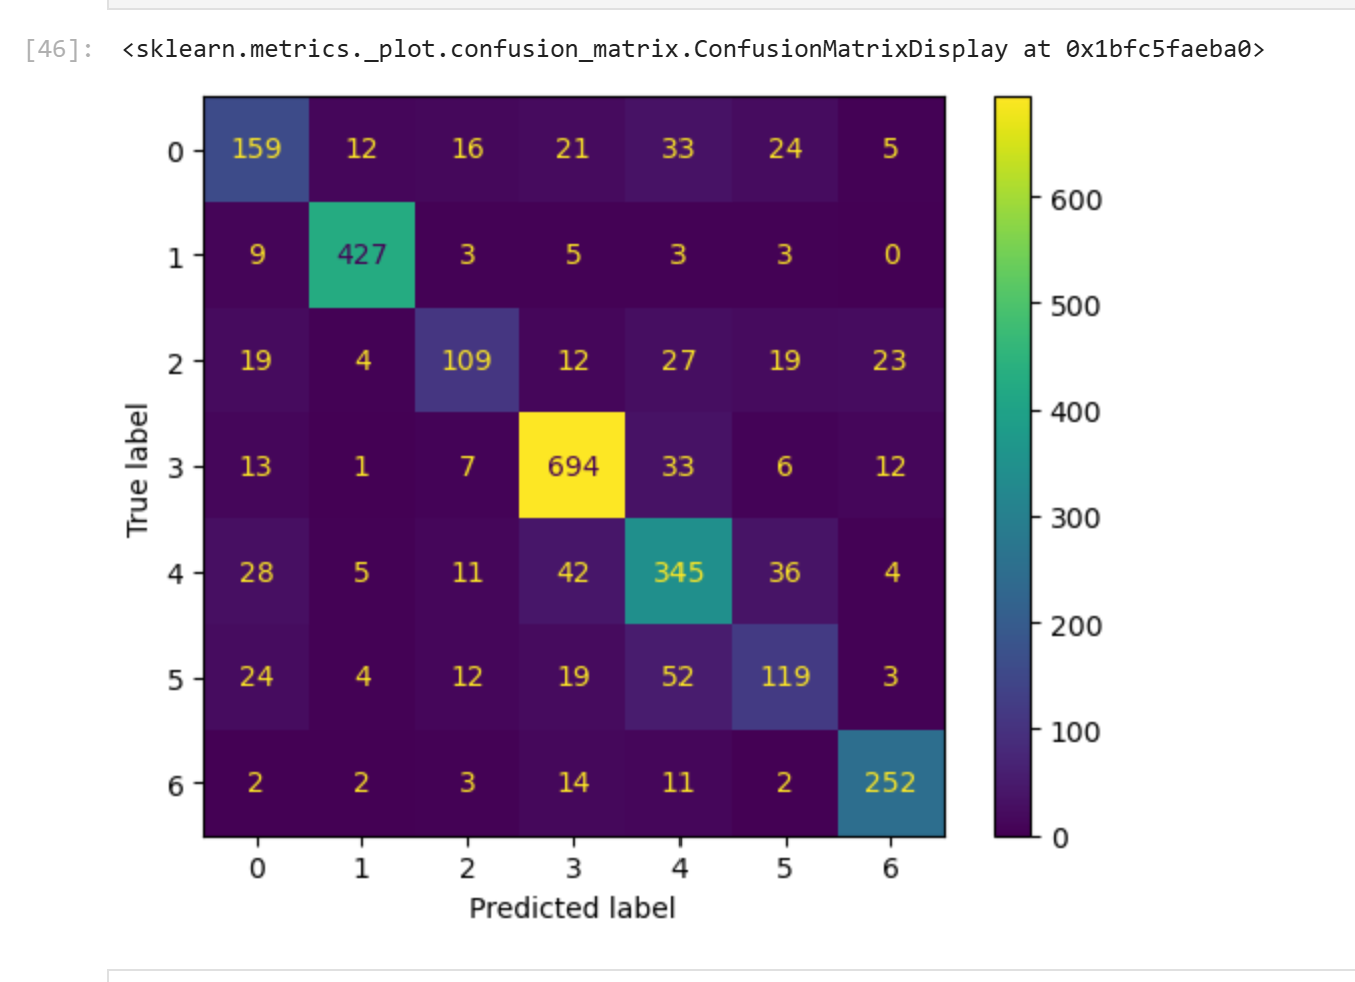 [46]: <sklearn.metrics._plot.confusion_matrix.ConfusionMatrixDisplay at 0x1bfc5faeba0>
0 159 12 16 21 33 24 5
600
1 9 427 3 5 3 3 0
500
2 19 4 109 12 27 19 23
400
True label
3 13 1 7 694 33 6 12
300
4 28 5 11 42 345 36 4
200
5 24 4 12 19 52 119 3
100
6 2 2 3 14 11 2 252
0
0 1 2 3 4 5 6
Predicted label